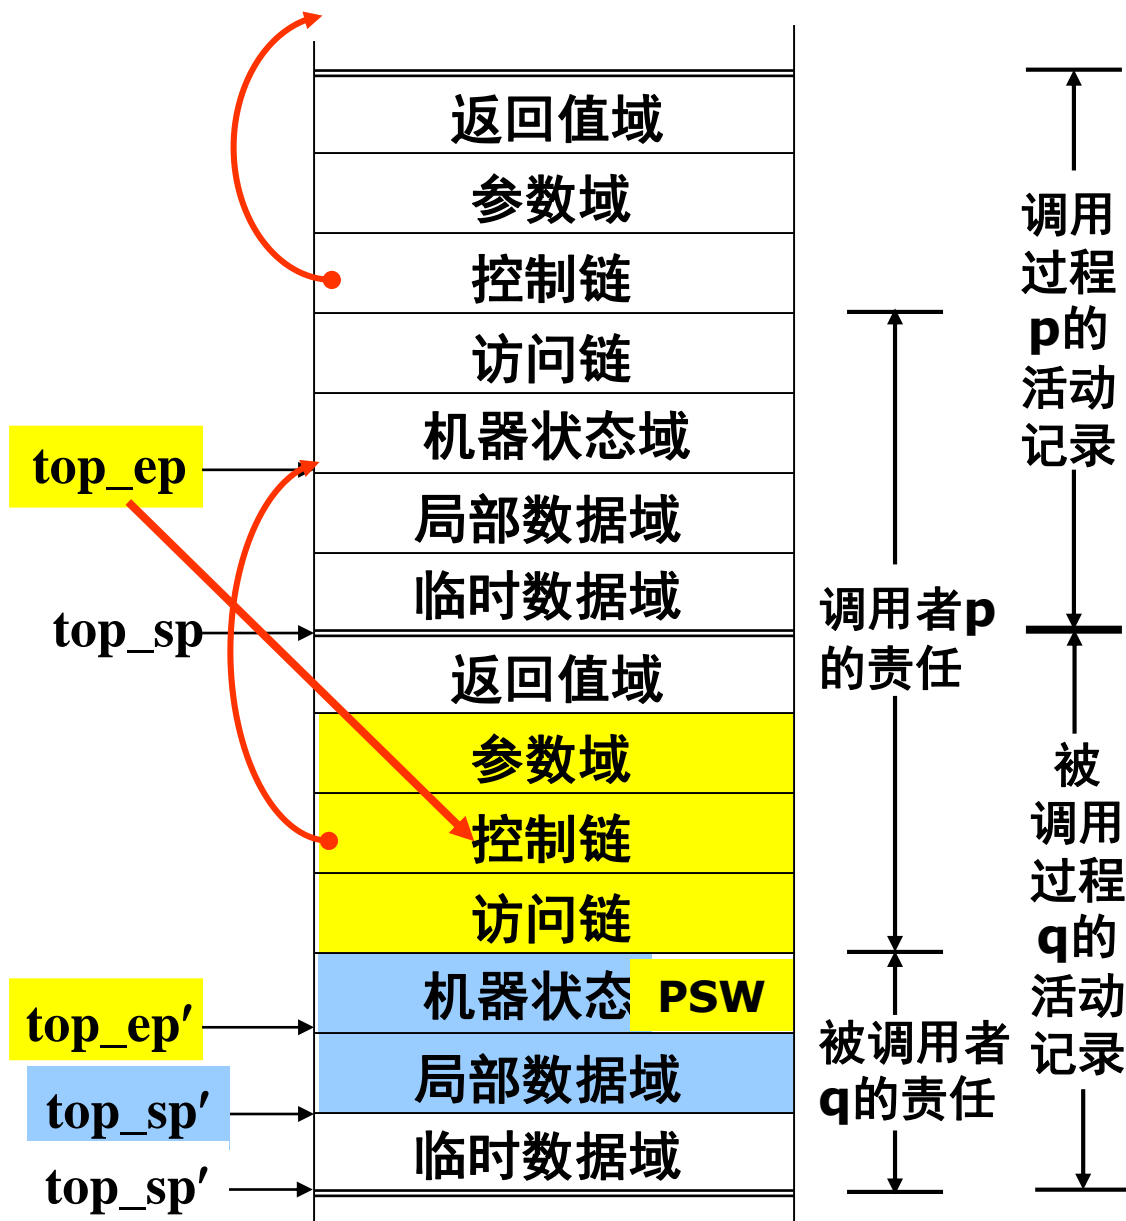 返回值域
参数域
控制链
访问链
机器状态域
局部数据域
临时数据域
返回值域
参数域
控制链
访问链
机器状态
PSW
局部数据域
临时数据域
top_ep
top_sp
top_ep′
top_sp′
top_sp′
调用者p
的责任
被调用者
q的责任
调用
过程
p的
活动
记录
被
调用
过程
q的
活动
记录